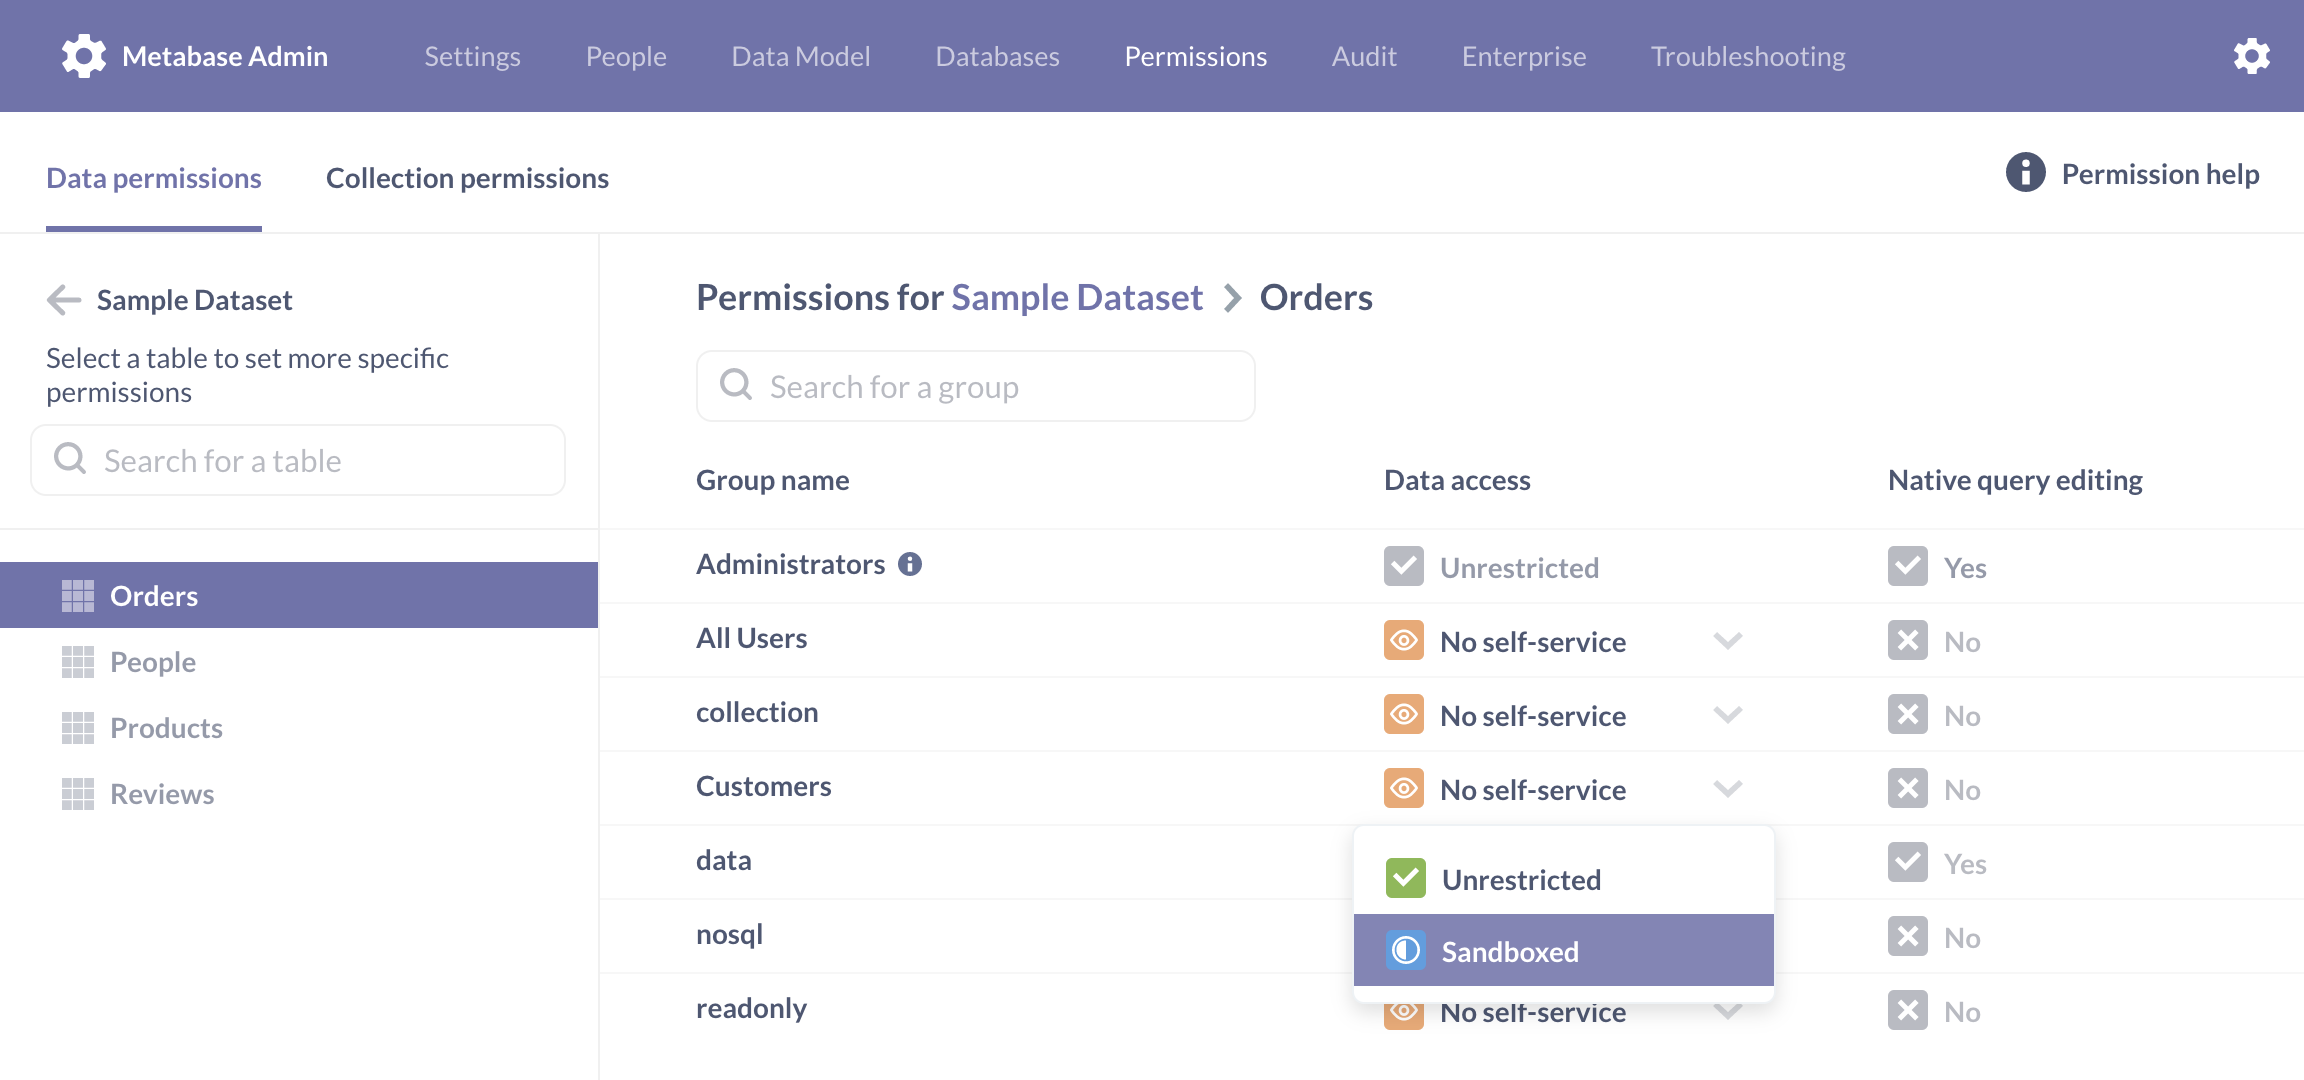 Metabase Admin Settings People Data Model Databases Permissions Audit Enterprise Troubleshooting
Data permissions Collection permissions Permission help
Sample Dataset
Select a table to set more specific
permissions
Search for a table
Orders
People
Products
Reviews
Permissions for Sample Dataset > Orders
Search for a group
Group name Data access Native query editing
Administrators Unrestricted Yes
All Users No self-service No
collection No self-service No
Customers No self-service No
data Yes
Unrestricted
nosql No
Sandboxed
readonly No self-service No